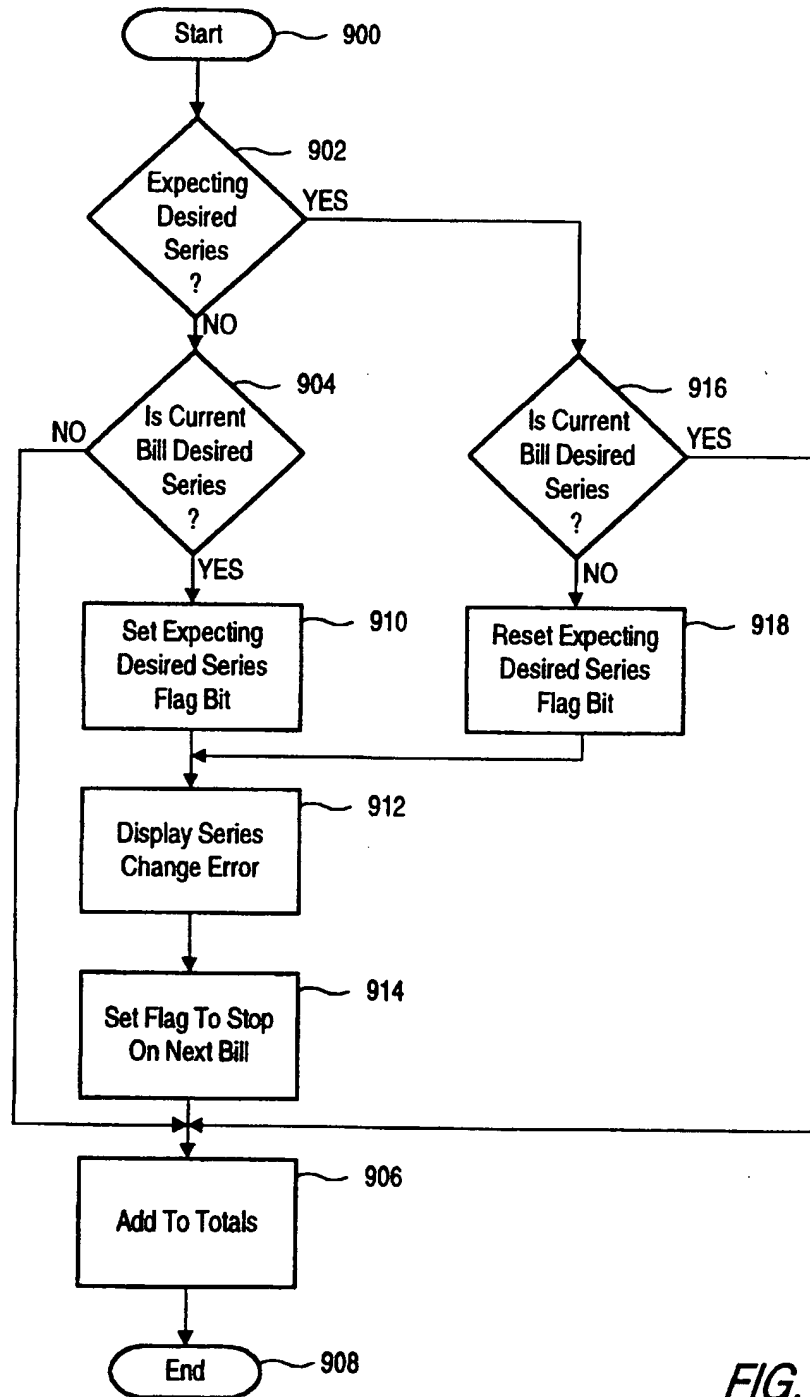 Start
900
902
Expecting
Desired
Series
?
YES
NO
904
Is Current
Bill Desired
Series
?
NO
YES
916
Is Current
Bill Desired
Series
?
YES
NO
Set Expecting
Desired Series
Flag Bit
910
Reset Expecting
Desired Series
Flag Bit
918
912
Display Series
Change Error
914
Set Flag To Stop
On Next Bill
906
Add To Totals
End
908
FIG.